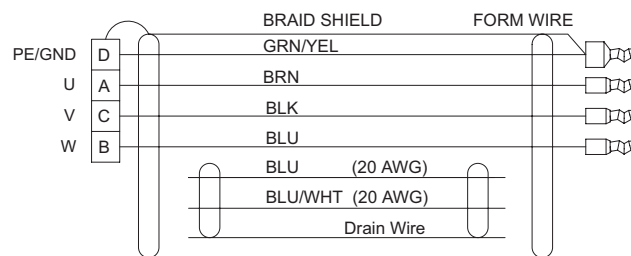 BRAID SHIELD FORM WIRE
PE/GND D GRN/YEL
U A BRN
V C BLK
W B BLU
BLU (20 AWG)
BLU/WHT (20 AWG)
Drain Wire